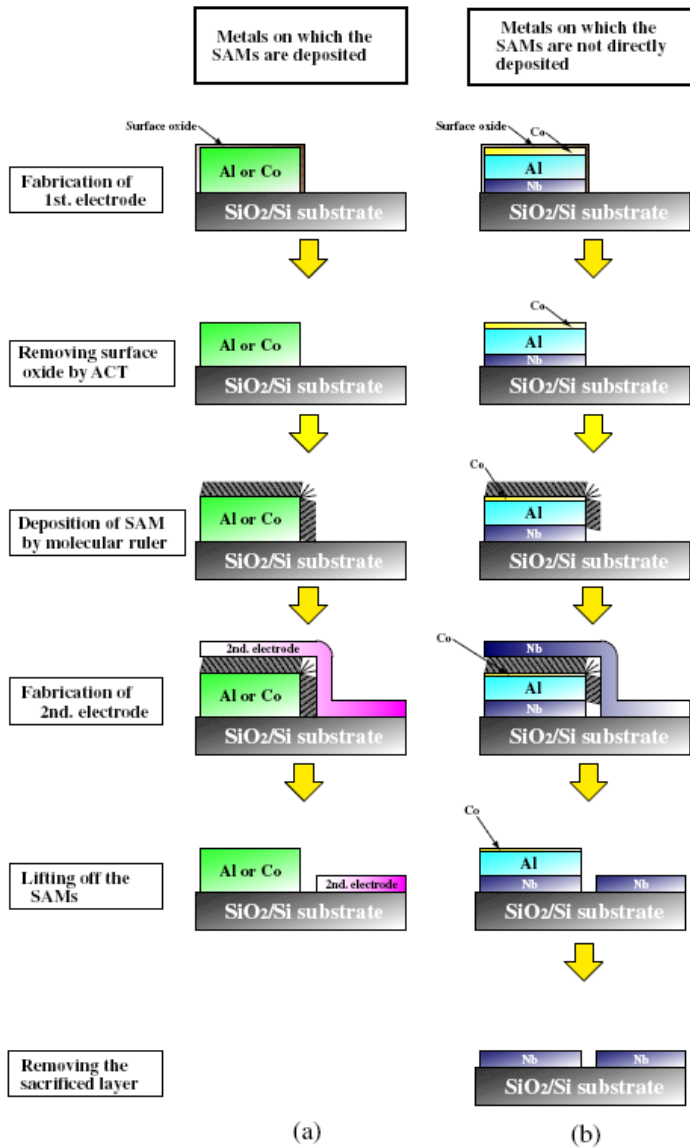 Metals on which the
SAMs are deposited
Metals on which the
SAMs are not directly
deposited
Surface oxide
Surface oxide
Co
Fabrication of
1st. electrode
Al or Co
Al
Nb
SiO₂/Si substrate
SiO₂/Si substrate
Removing surface
oxide by ACT
Al or Co
Co
Al
Nb
SiO₂/Si substrate
SiO₂/Si substrate
Deposition of SAM
by molecular ruler
Al or Co
Co
Al
Nb
SiO₂/Si substrate
SiO₂/Si substrate
Fabrication of
2nd. electrode
2nd. electrode
Al or Co
Co
Nb
Al
Nb
SiO₂/Si substrate
SiO₂/Si substrate
Lifting off the
SAMs
Al or Co
2nd. electrode
Co
Al
Nb
Nb
SiO₂/Si substrate
SiO₂/Si substrate
Removing the
sacrificed layer
Nb
Nb
SiO₂/Si substrate
(a)
(b)